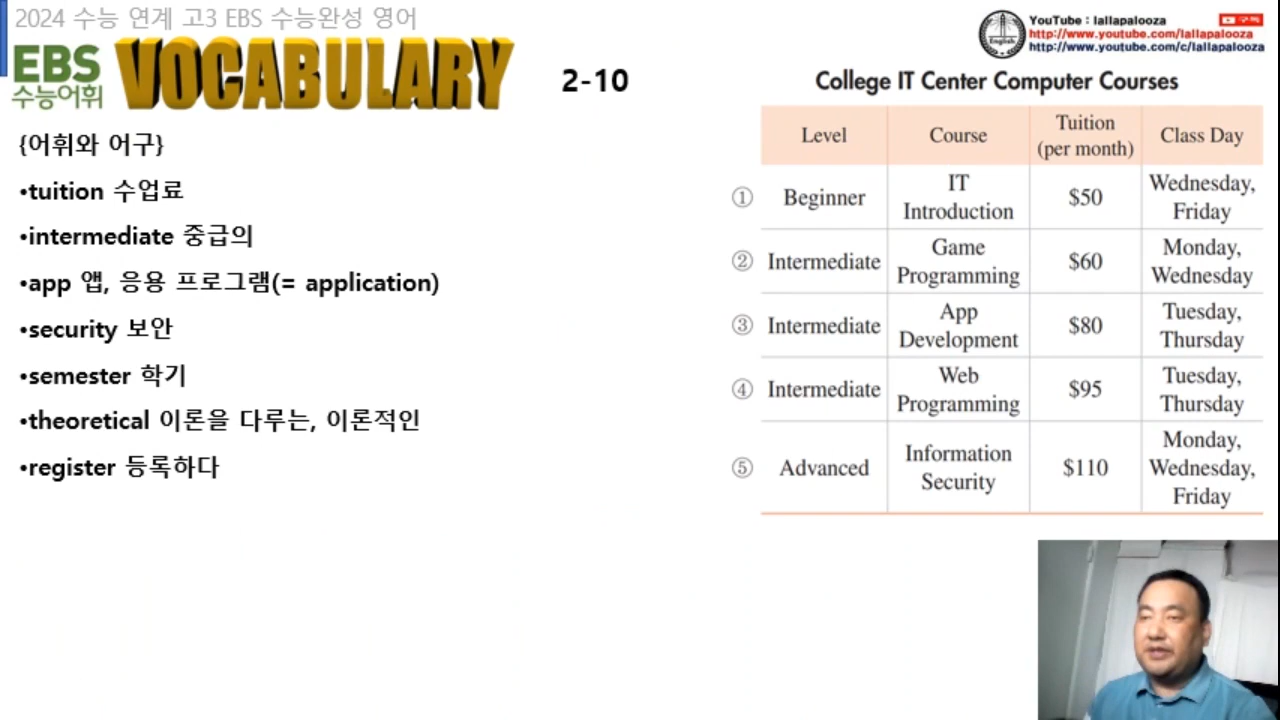 2024 수능 연계 고3 EBS 수능완성 영어
EBS
수능어휘
VOCABULARY
2-10
{어휘와 어구}
•tuition 수업료
•intermediate 중급의
•app 앱, 응용 프로그램(= application)
•security 보안
•semester 학기
•theoretical 이론을 다루는, 이론적인
•register 등록하다
English
YouTube : lallapalooza
구독
http://www.youtube.com/lallapalooza
http://www.youtube.com/c/lallapalooza
College IT Center Computer Courses
Level Course Tuition (per month) Class Day
① Beginner IT Introduction $50 Wednesday, Friday
② Intermediate Game Programming $60 Monday, Wednesday
③ Intermediate App Development $80 Tuesday, Thursday
④ Intermediate Web Programming $95 Tuesday, Thursday
⑤ Advanced Information Security $110 Monday, Wednesday, Friday